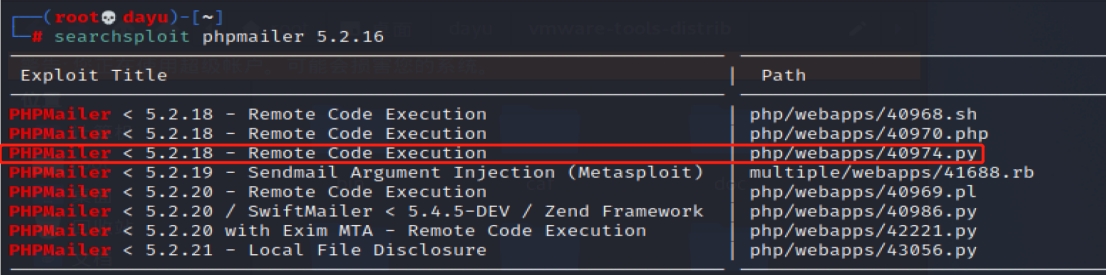 (root💀dayu)-[~]
# searchsploit phpmailer 5.2.16
Exploit Title | Path
PHPMailer < 5.2.18 - Remote Code Execution | php/webapps/40968.sh
PHPMailer < 5.2.18 - Remote Code Execution | php/webapps/40970.php
PHPMailer < 5.2.18 - Remote Code Execution | php/webapps/40974.py
PHPMailer < 5.2.19 - Sendmail Argument Injection (Metasploit) | multiple/webapps/41688.rb
PHPMailer < 5.2.20 - Remote Code Execution | php/webapps/40969.pl
PHPMailer < 5.2.20 / SwiftMailer < 5.4.5-DEV / Zend Framework | php/webapps/40986.py
PHPMailer < 5.2.20 with Exim MTA - Remote Code Execution | php/webapps/42221.py
PHPMailer < 5.2.21 - Local File Disclosure | php/webapps/43056.py